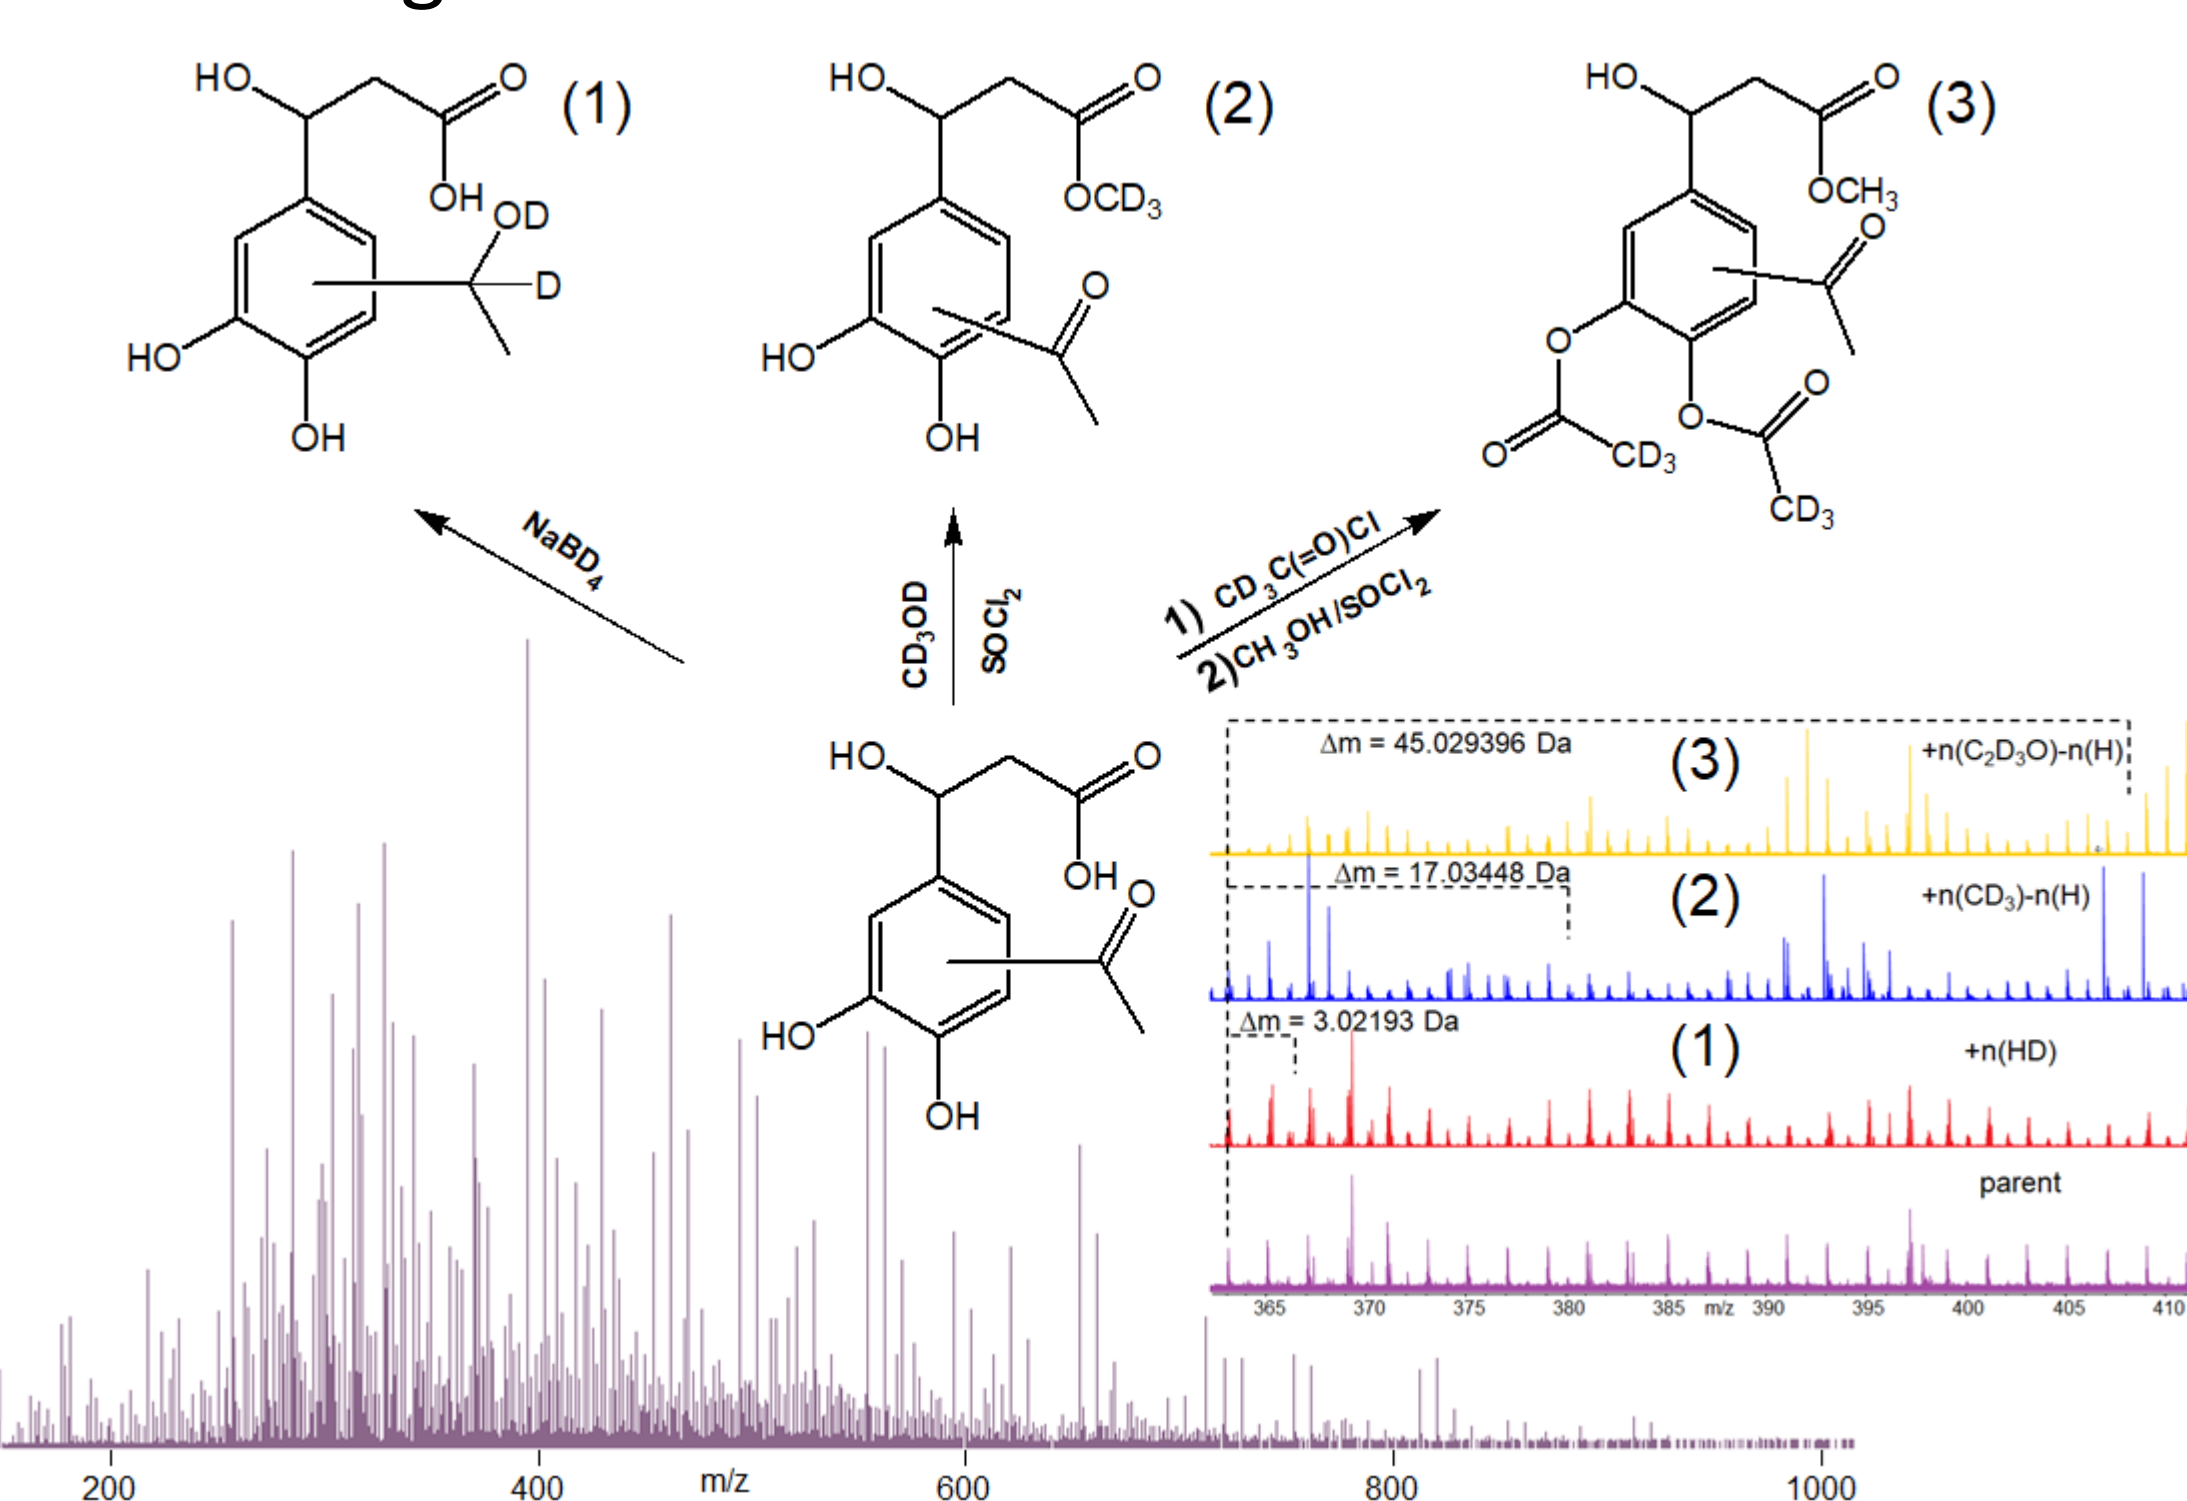 HO
O
(1)
OH
OD
D
HO
OH
HO
O
(2)
OCD3
O
HO
OH
HO
O
(3)
OCH3
O
O
O
CD3
O
O
CD3
NaBD4
CD3OD
SOCl2
1) CD3C(=O)Cl
2)CH3OH/SOCl2
HO
O
OH
O
HO
OH
Δm = 45.029396 Da
(3)
+n(C2D3O)-n(H)
Δm = 17.03448 Da
(2)
+n(CD3)-n(H)
Δm = 3.02193 Da
(1)
+n(HD)
parent
365 370 375 380 385 m/z 390 395 400 405 410
200 400 m/z 600 800 1000